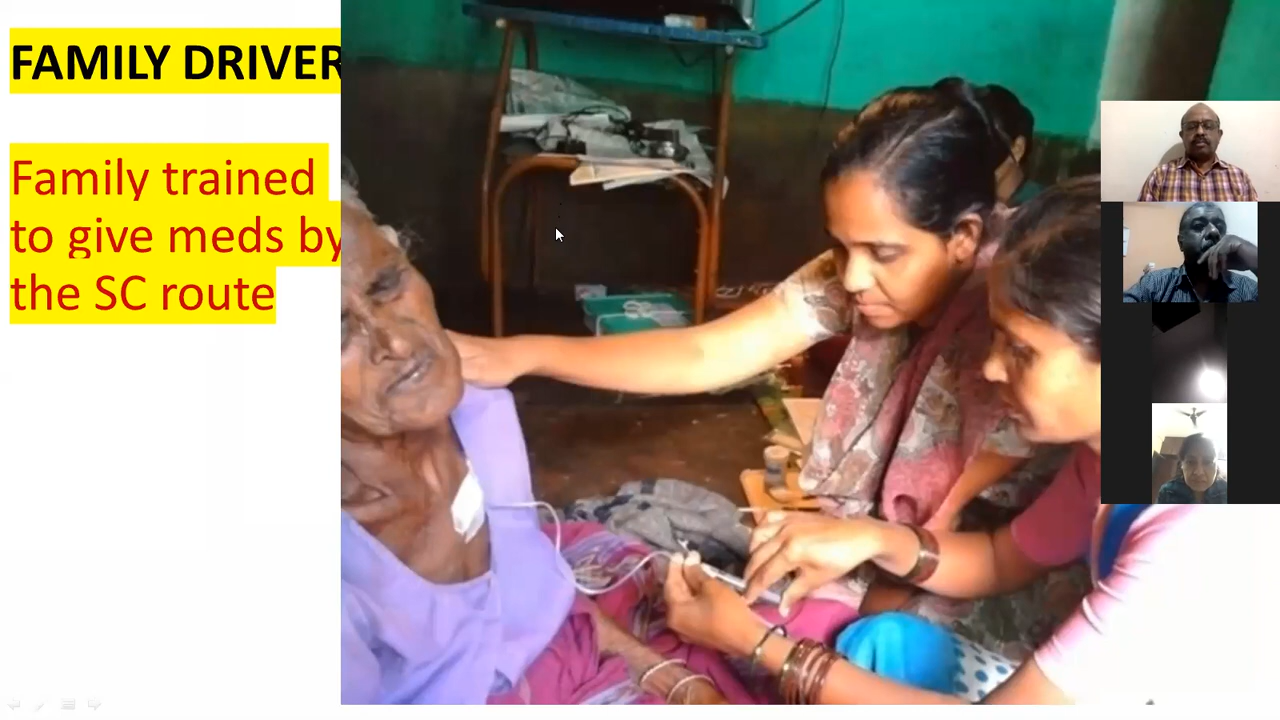 FAMILY DRIVER
Family trained
to give meds by
the SC route